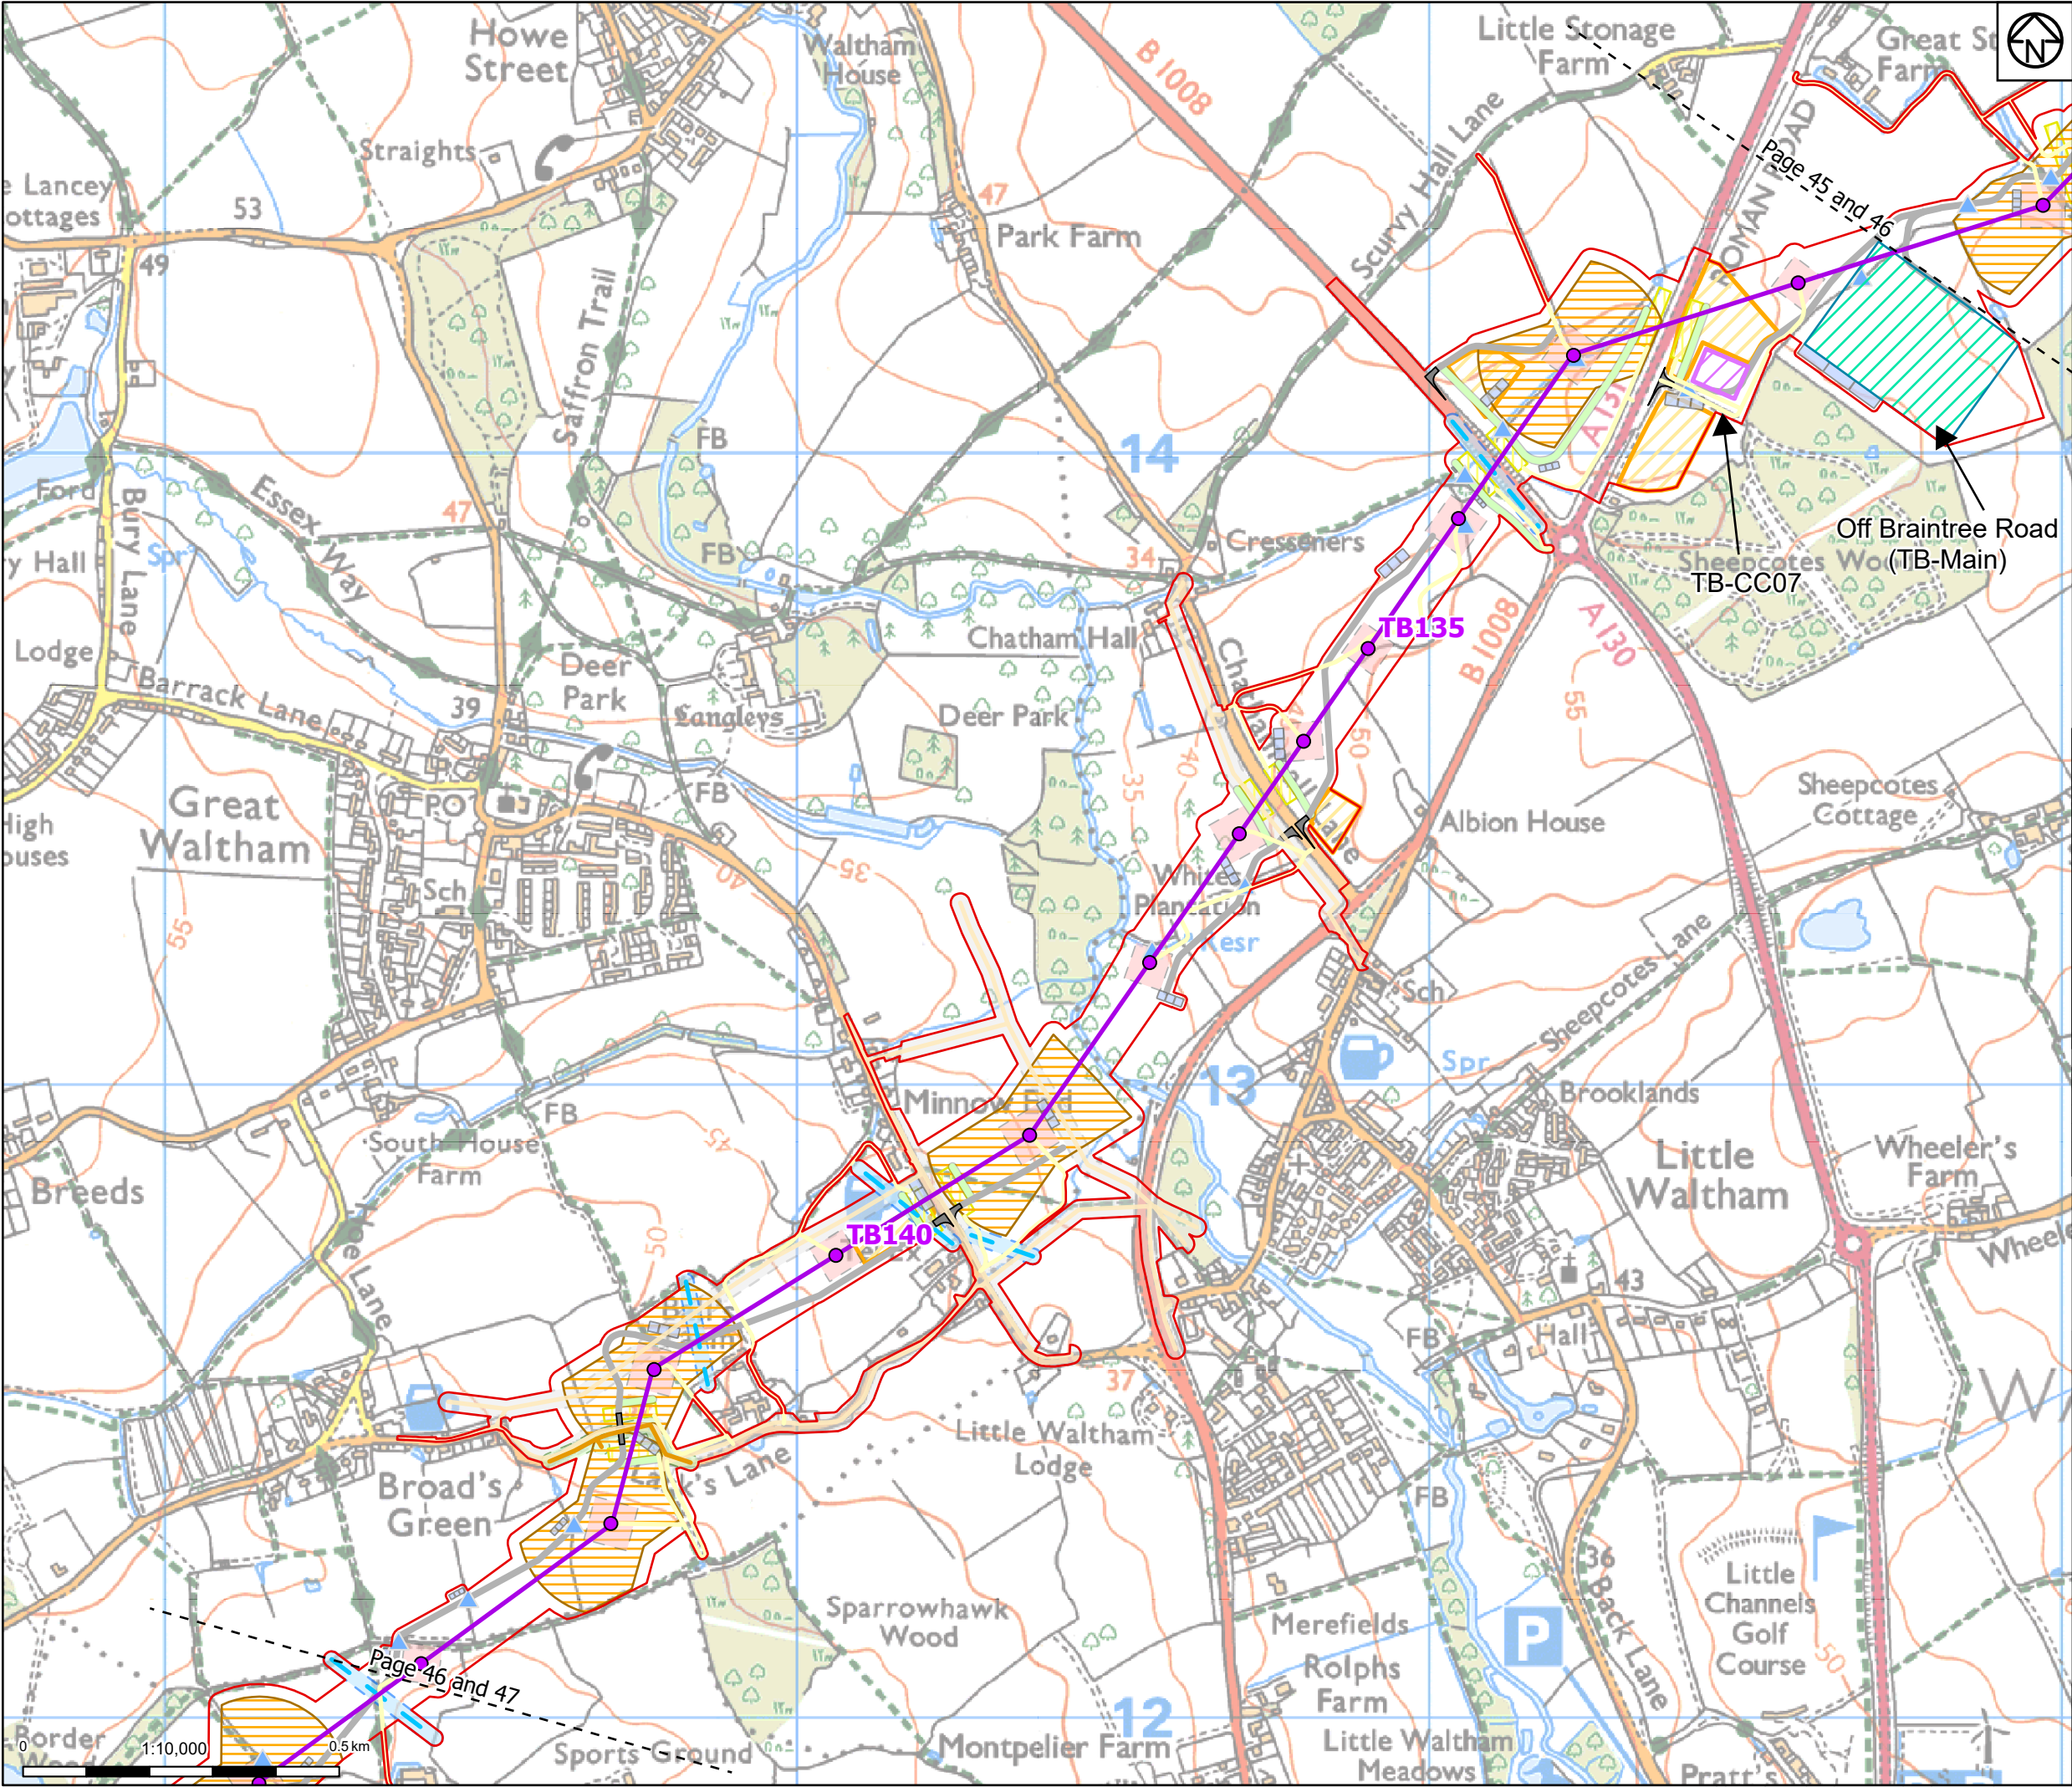 Howe
Street
Waltham
House
B 1008
Little Stonage
Farm
Great St
Farm
N
Straights
e Lancey
ottages
53
49
47
Park Farm
Scurvy Hall Lane
ROMAN ROAD
Page 45 and 46
Saffron Trail
FB
14
A 131
Ford
Bury Lane
Essex Way
47
Spr
ry Hall
FB
34
Cresseners
Off Braintree Road
(TB-Main)
Sheepcotes
TB-CC07
Lodge
Barrack Lane
39
Deer
Park
Langleys
Chatham Hall
Deer Park
TB135
B 1008
A 130
55
Great
Waltham
PO
FB
35
40
50
Sheepcotes
Cottage
High
ouses
Albion House
Sch
40
35
55
Whites
Plantation
Resr
Sch
Sheepcotes Lane
Spr
Minnow End
13
Brooklands
FB
South House
Farm
45
Breeds
Little
Waltham
Wheeler's
Farm
TB140
50
Wheele
43
Hall
FB
37
Broad's
Green
Little Waltham
Lodge
FB
36
Back Lane
Little
Channels
Golf
Course
50
W
Sparrowhawk
Wood
Merefields
Rolphs
Farm
P
Page 46 and 47
12
Border
0
1:10,000
0.5 km
Sports Ground
Montpelier Farm
Little Waltham
Meadows
Pratt's